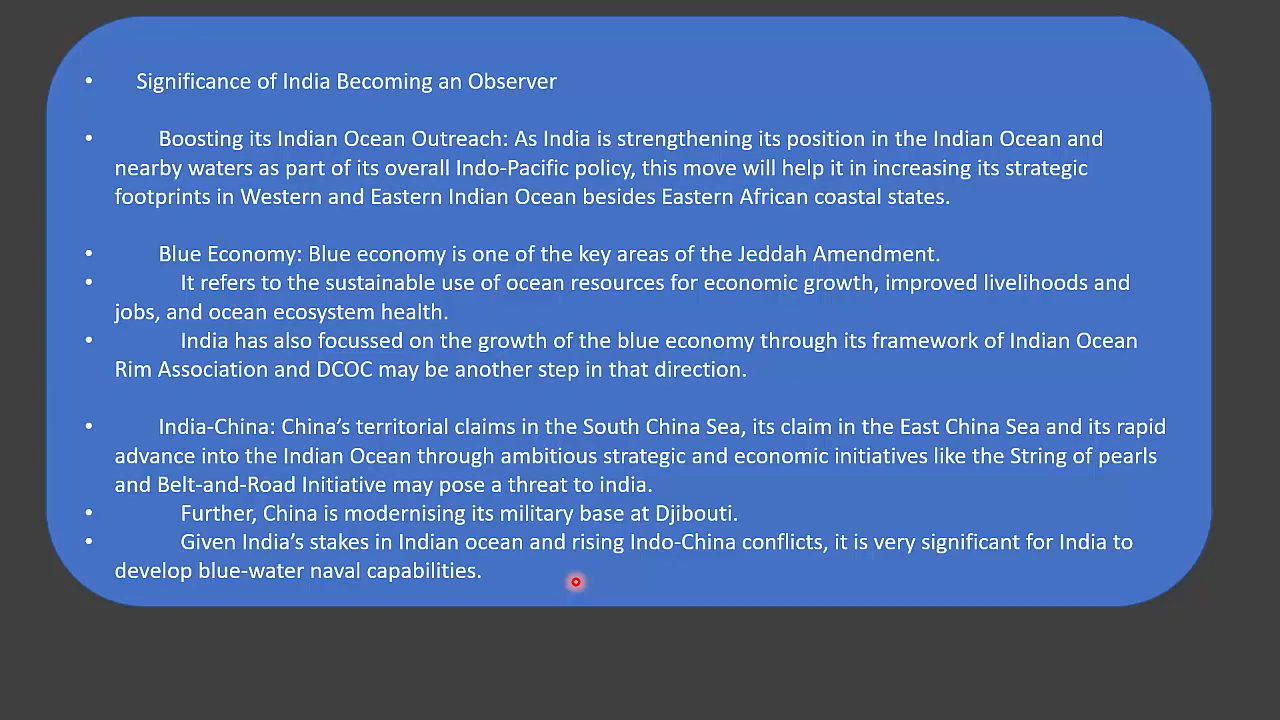 • Significance of India Becoming an Observer
• Boosting its Indian Ocean Outreach: As India is strengthening its position in the Indian Ocean and
nearby waters as part of its overall Indo-Pacific policy, this move will help it in increasing its strategic
footprints in Western and Eastern Indian Ocean besides Eastern African coastal states.
• Blue Economy: Blue economy is one of the key areas of the Jeddah Amendment.
• It refers to the sustainable use of ocean resources for economic growth, improved livelihoods and
jobs, and ocean ecosystem health.
• India has also focussed on the growth of the blue economy through its framework of Indian Ocean
Rim Association and DCOC may be another step in that direction.
• India-China: China’s territorial claims in the South China Sea, its claim in the East China Sea and its rapid
advance into the Indian Ocean through ambitious strategic and economic initiatives like the String of pearls
and Belt-and-Road Initiative may pose a threat to india.
• Further, China is modernising its military base at Djibouti.
• Given India’s stakes in Indian ocean and rising Indo-China conflicts, it is very significant for India to
develop blue-water naval capabilities.